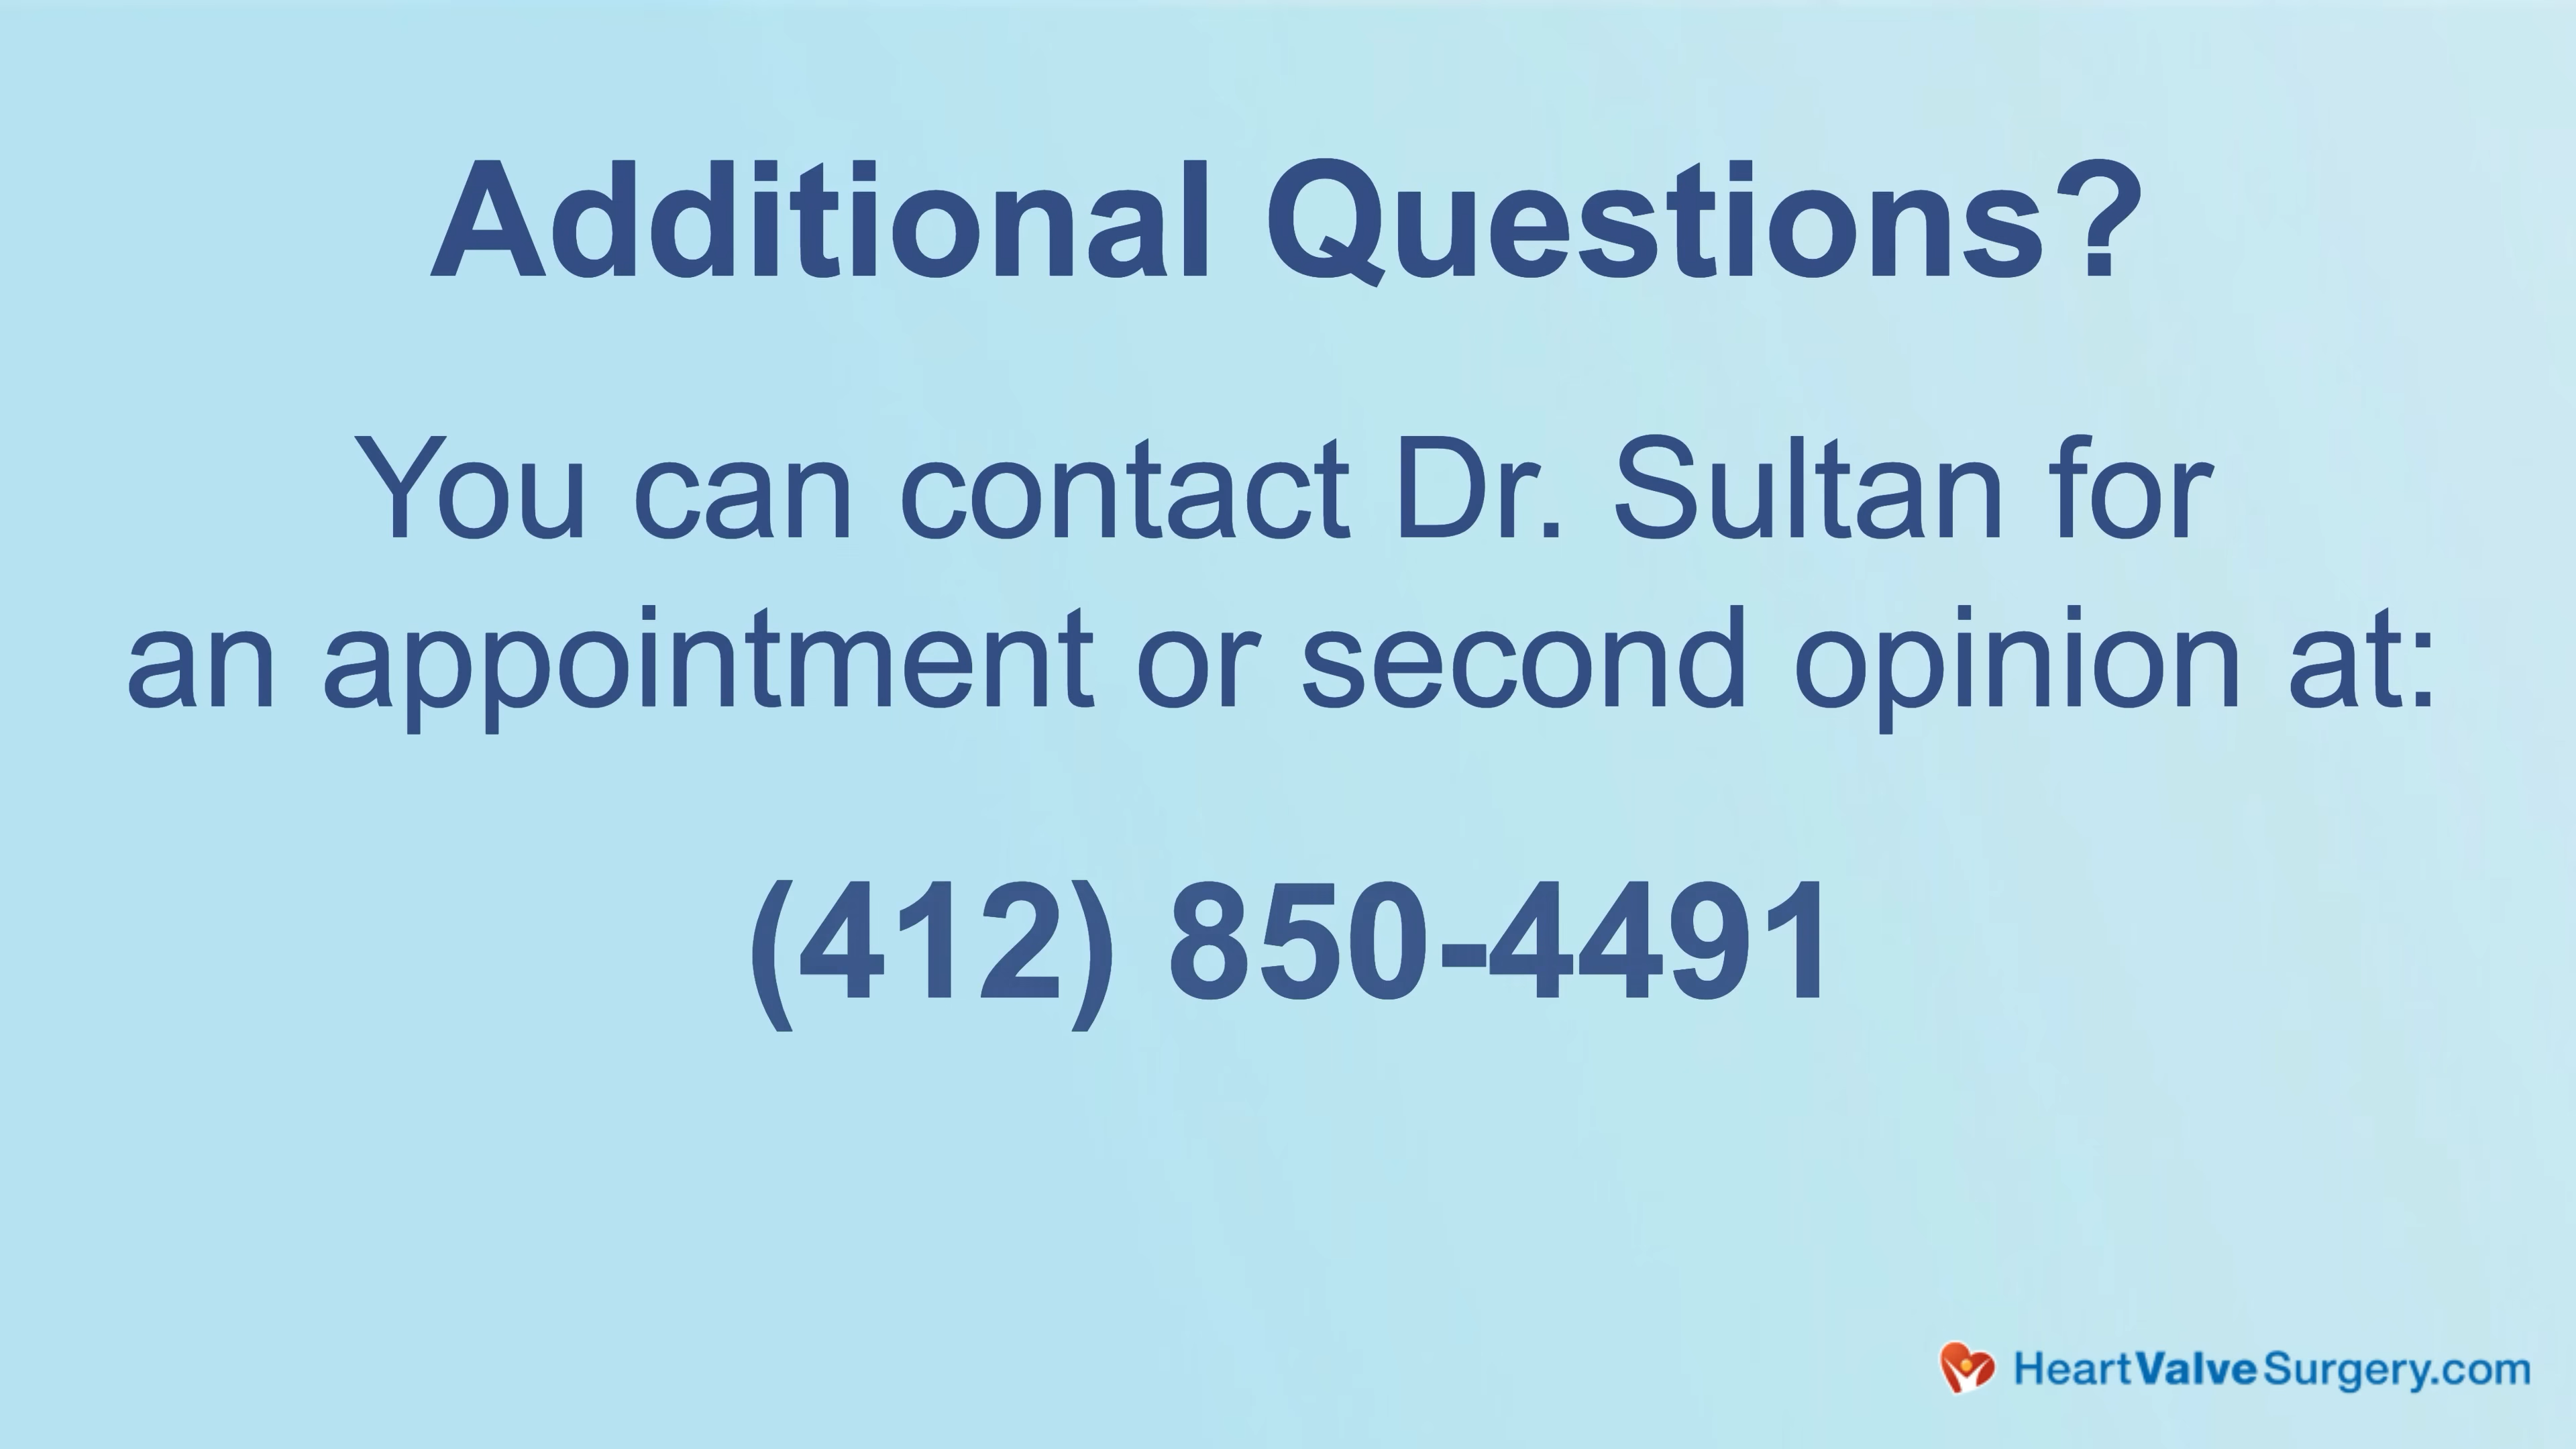 Additional Questions?
You can contact Dr. Sultan for
an appointment or second opinion at:
(412) 850-4491
HeartValveSurgery.com